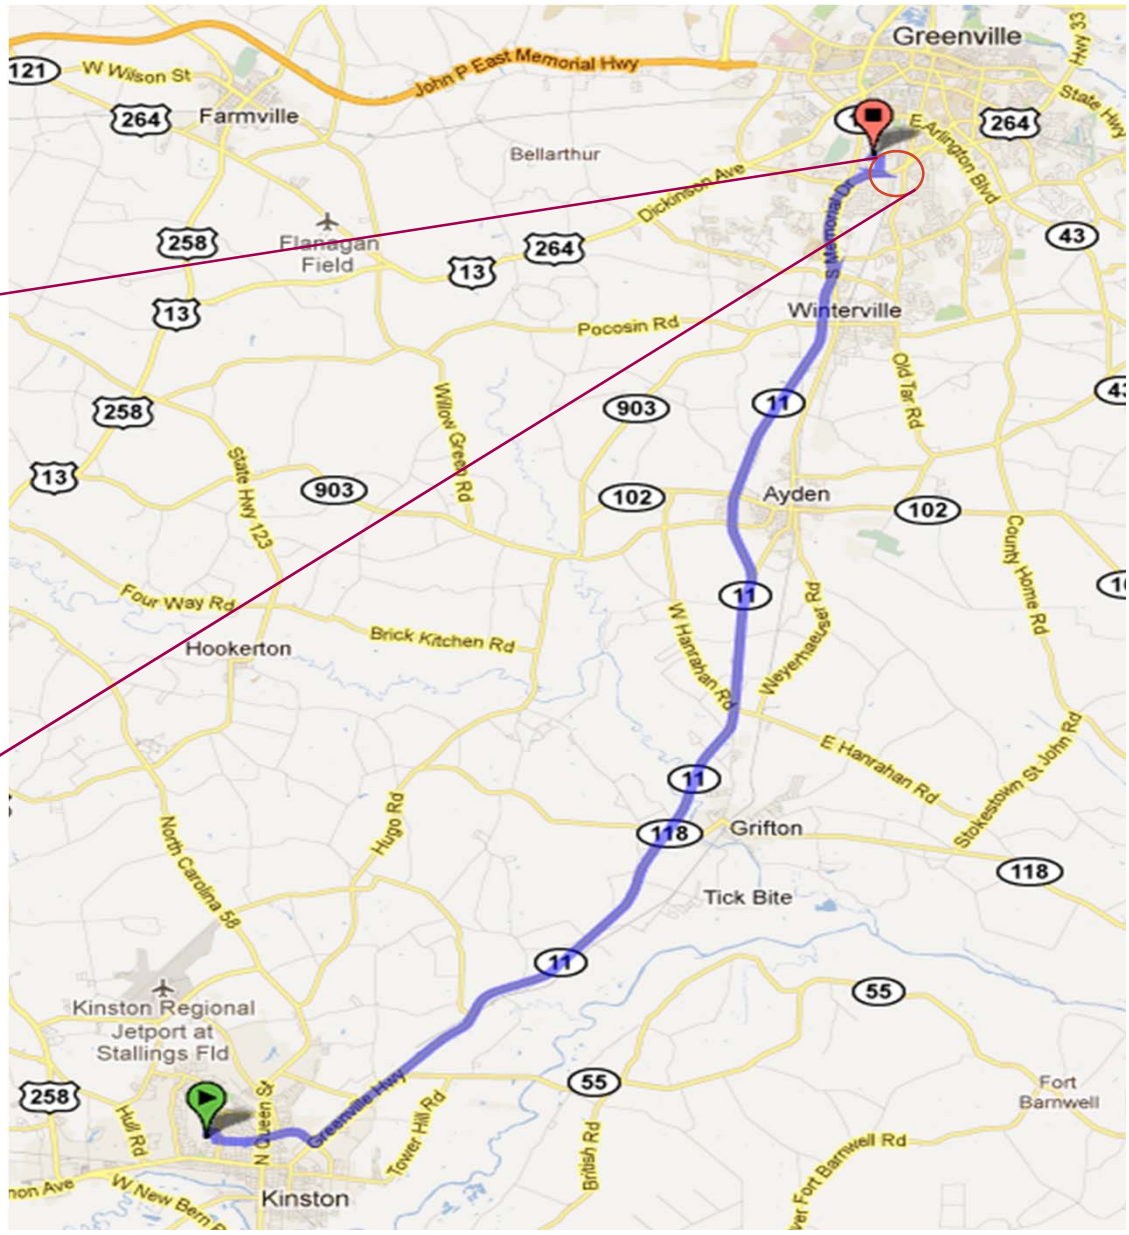 Greenville
Hwy 33
121
W Wilson St
John P East Memorial Hwy
264
Farmville
State Hwy
264
E Arlington Blvd
Bellarthur
Dickinson Ave
S Memorial Dr
258
Flanagan
Field
264
13
43
13
Winterville
Pocosin Rd
Old Tar Rd
258
Willow Green Rd
903
11
13
State Hwy 123
903
102
Ayden
102
County Home Rd
Four Way Rd
Brick Kitchen Rd
Hookerton
11
W Hanrahan Rd
Weyerhaeuser Rd
E Hanrahan Rd
Stokestown St John Rd
11
Hugo Rd
118
Grifton
118
North Carolina 58
Tick Bite
11
55
Kinston Regional
Jetport at
Stallings Fld
258
Hull Rd
N Queen St
Greenville Hwy
Tower Hill Rd
55
Fort
Barnwell
British Rd
ver Fort Barnwell Rd
non Ave
W New Bern R
Kinston